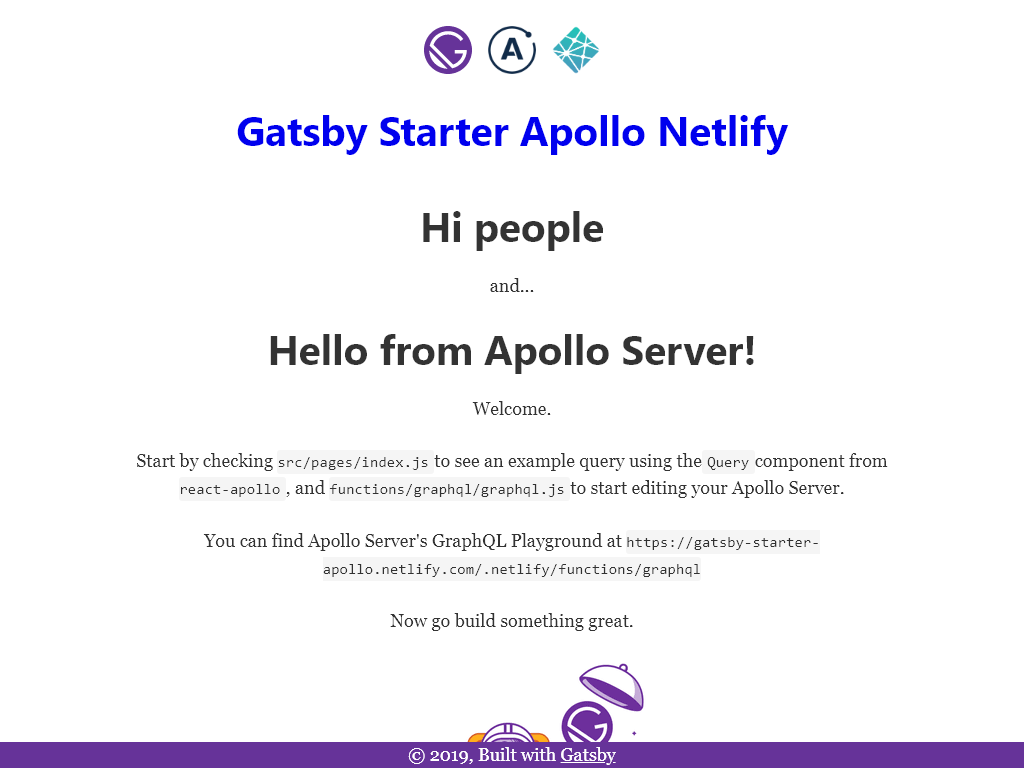 Gatsby Starter Apollo Netlify
Hi people
and...
Hello from Apollo Server!
Welcome.
Start by checking src/pages/index.js to see an example query using the Query component from
react-apollo , and functions/graphql/graphql.js to start editing your Apollo Server.
You can find Apollo Server's GraphQL Playground at https://gatsby-starter-
apollo.netlify.com/.netlify/functions/graphql
Now go build something great.
© 2019, Built with Gatsby